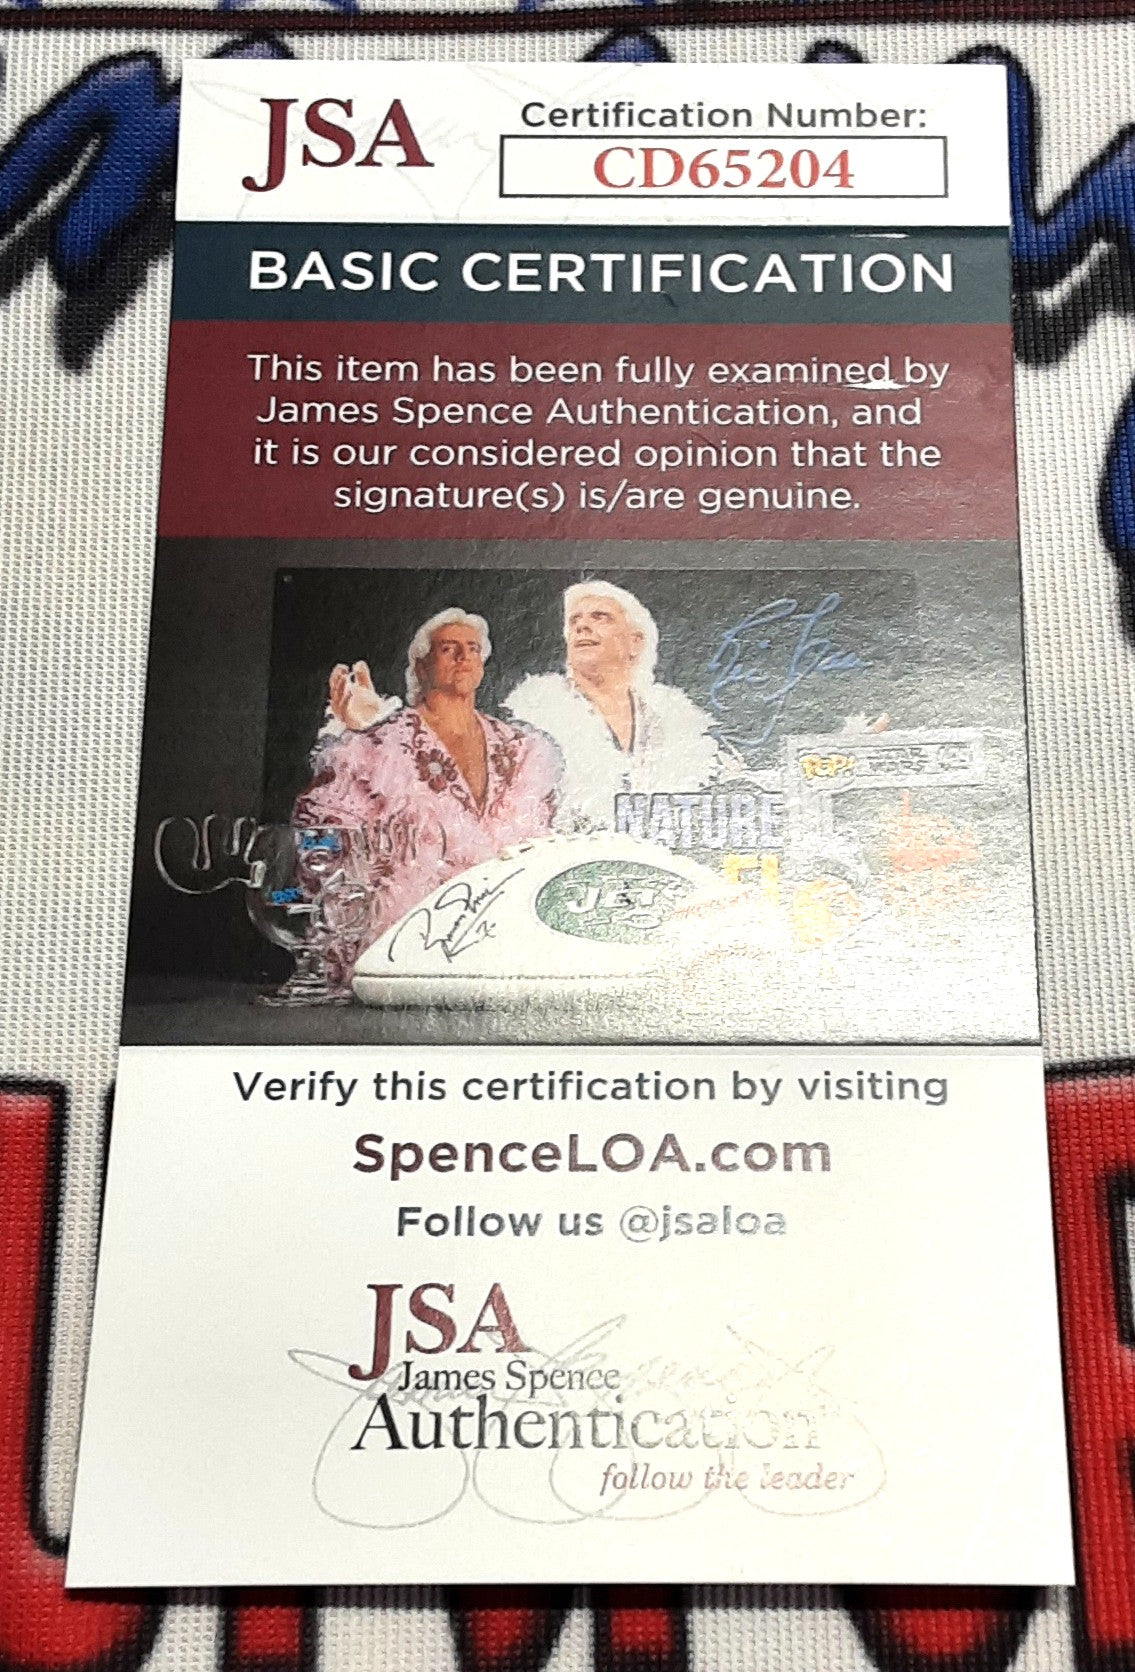 JSA
Certification Number:
CD65204
BASIC CERTIFICATION
This item has been fully examined by
James Spence Authentication, and
it is our considered opinion that the
signature(s) is/are genuine.
NATURE
JETS
Verify this certification by visiting
SpenceLOA.com
Follow us @jsaloa
JSA
James Spence
Authentication
follow the leader